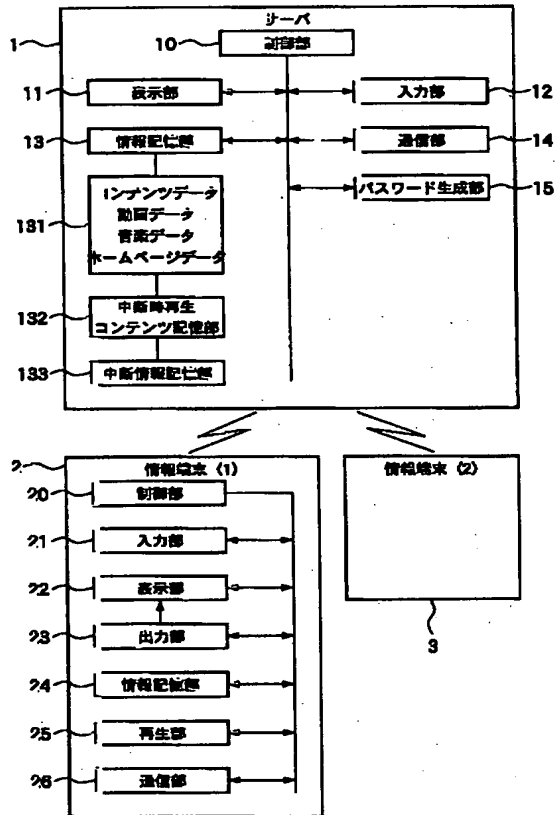 サーバ
1
10
制御部
11
表示部
入力部
12
13
情報記憶部
通信部
14
パスワード生成部
15
131
コンテンツデータ
動画データ
音楽データ
ホームページデータ
132
中断時再生
コンテンツ記憶部
133
中断情報記憶部
2
情報端末 (1)
情報端末 (2)
20
制御部
21
入力部
22
表示部
23
出力部
3
24
情報記憶部
25
再生部
26
通信部